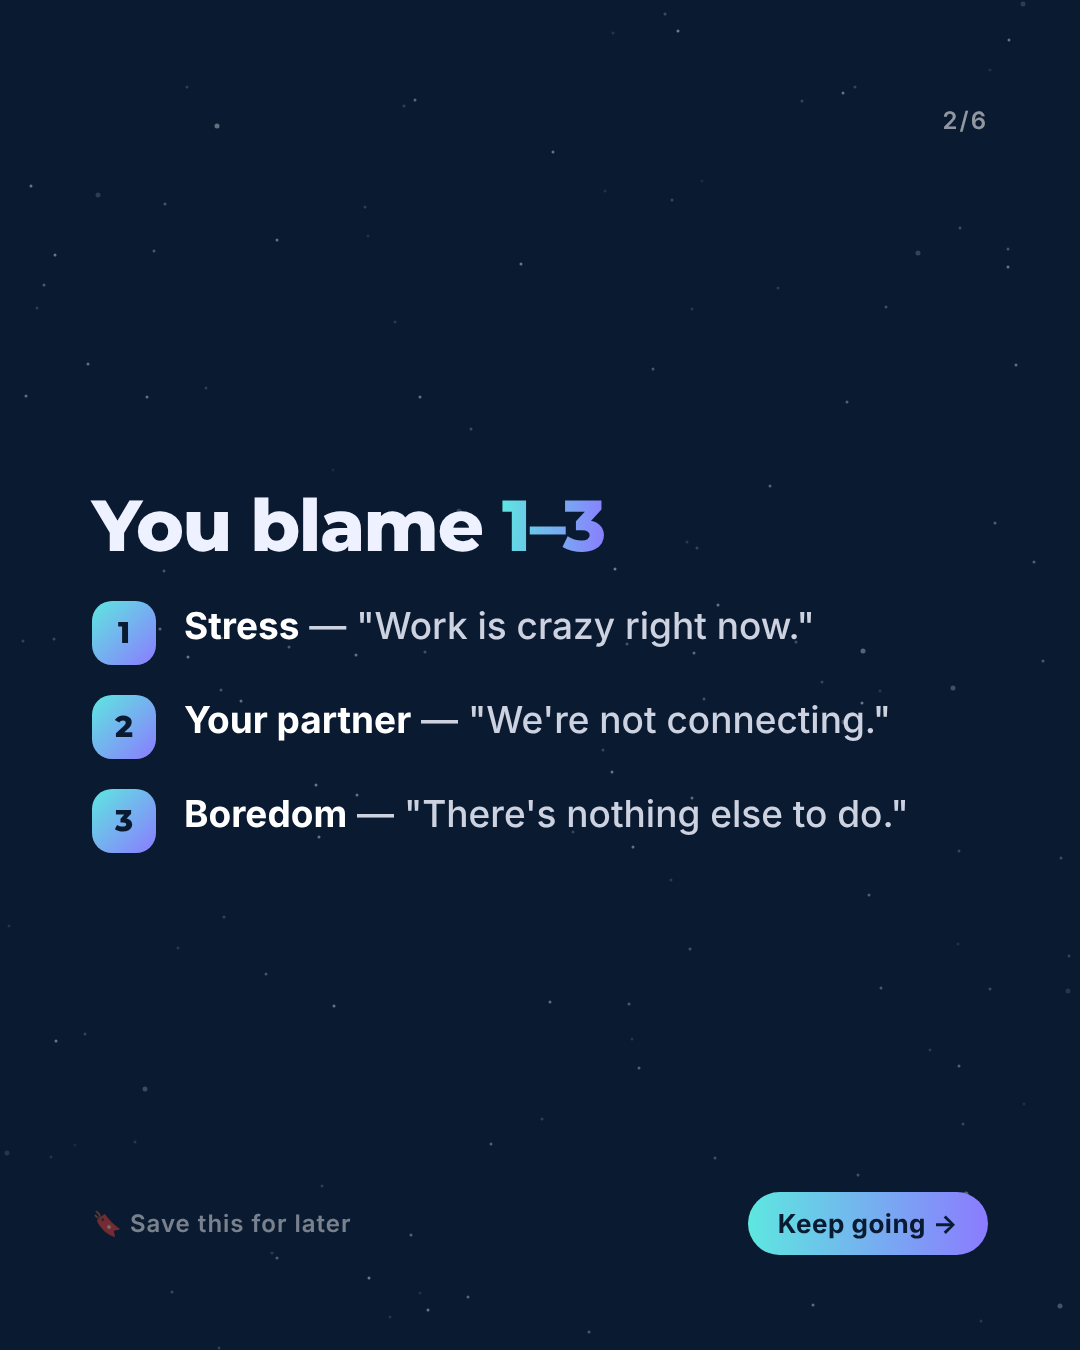 2/6
You blame 1–3
1 Stress — "Work is crazy right now."
2 Your partner — "We're not connecting."
3 Boredom — "There's nothing else to do."
🔖 Save this for later
Keep going →